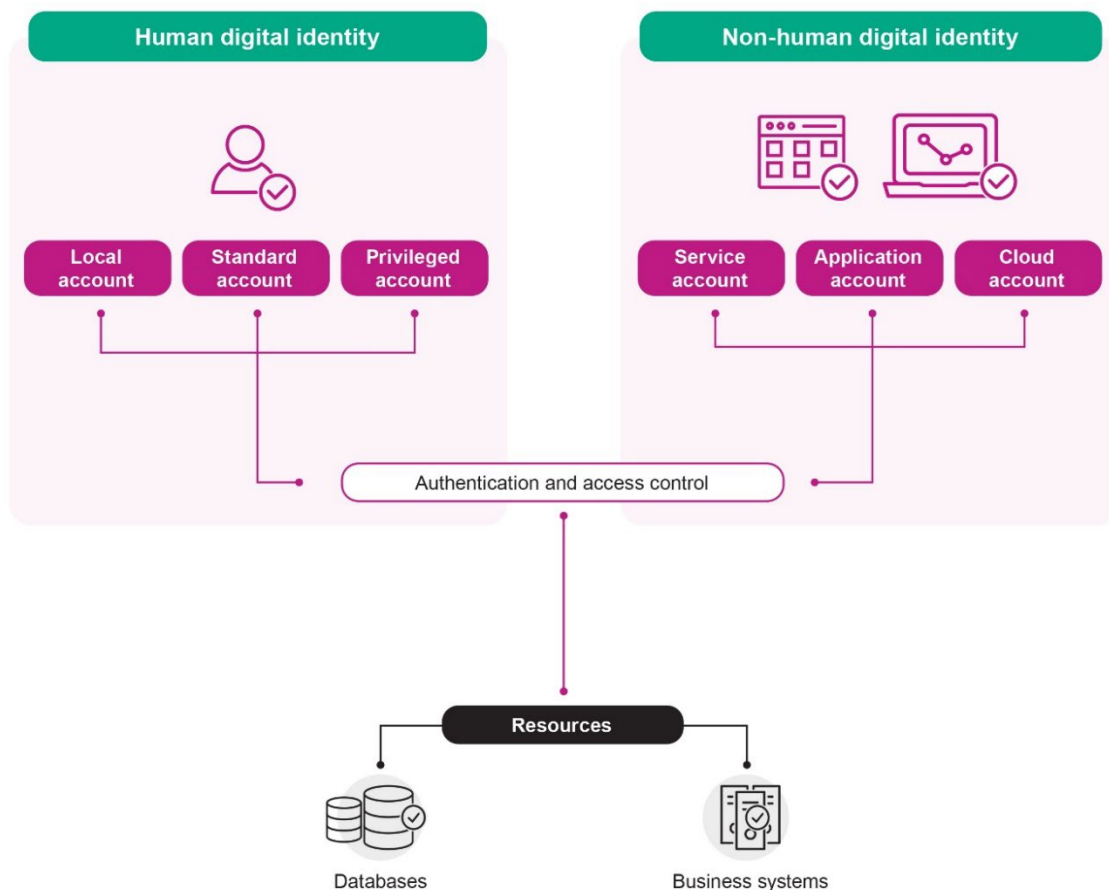 Human digital identity
Non-human digital identity
Local
account
Standard
account
Privileged
account
Service
account
Application
account
Cloud
account
Authentication and access control
Resources
Databases
Business systems